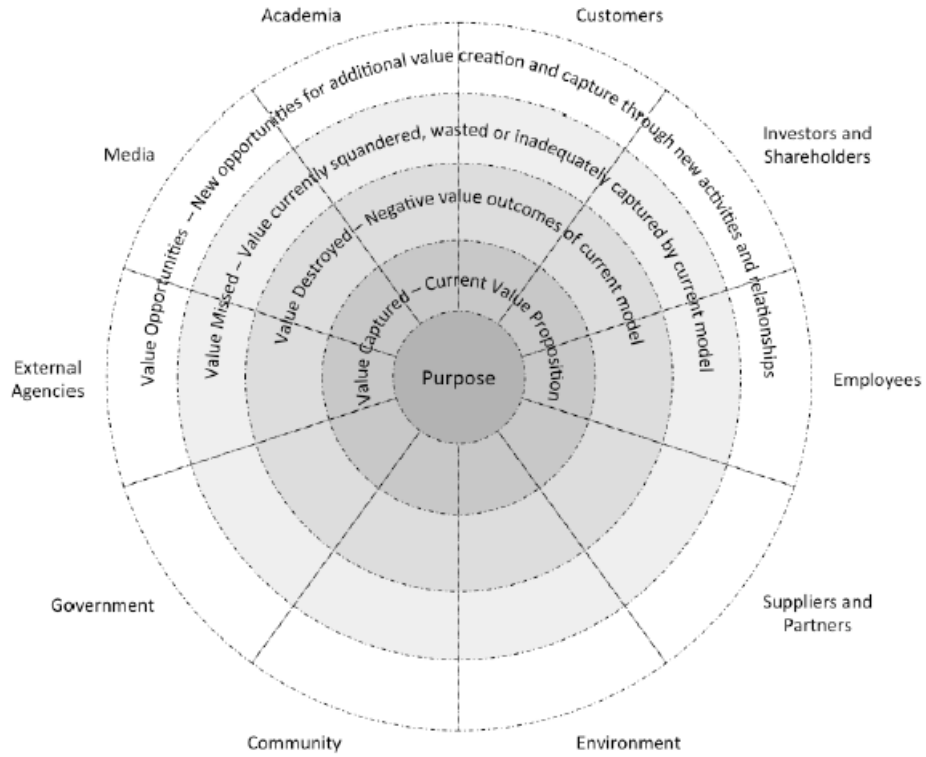 Academia
Customers
Value Opportunities – New opportunities for additional value creation and capture through new activities and relationships
Media
Investors and
Shareholders
Value Missed – Value currently squandered, wasted or inadequately captured by current model
Value Destroyed – Negative value outcomes of current model
Value Captured – Current Value Proposition
Purpose
External
Agencies
Employees
Government
Suppliers and
Partners
Community
Environment